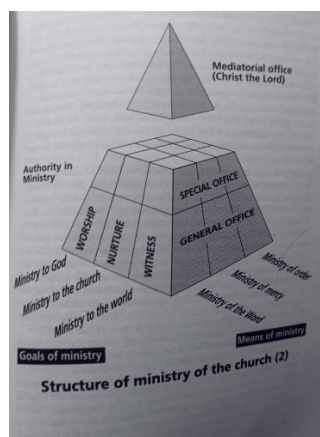 Mediatorial office
(Christ the Lord)
Authority in
Ministry
SPECIAL OFFICE
GENERAL OFFICE
WORSHIP
NURTURE
WITNESS
Ministry to God
Ministry to the church
Ministry to the world
Ministry of order
Ministry of mercy
Ministry of the Word
Goals of ministry
Means of ministry
Structure of ministry of the church (2)